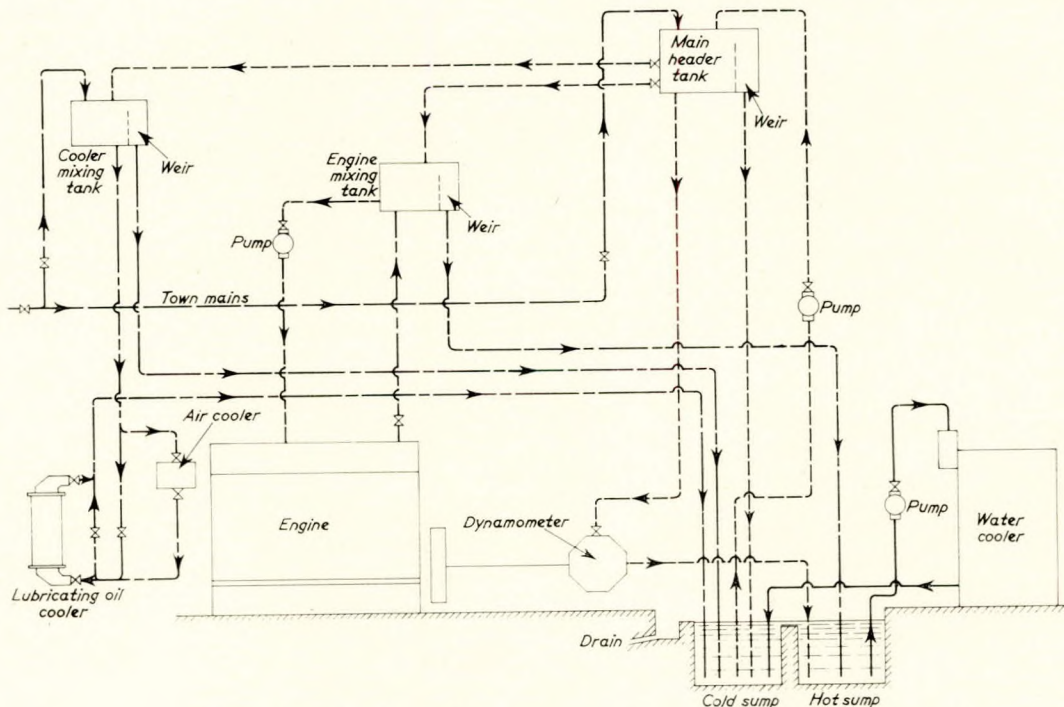 Main
header
tank
Weir
Cooler
mixing
tank
Weir
Engine
mixing
tank
Weir
Pump
Town mains
Pump
Air cooler
Engine
Dynamometer
Pump
Water
cooler
Lubricating oil
cooler
Drain
Cold sump
Hot sump